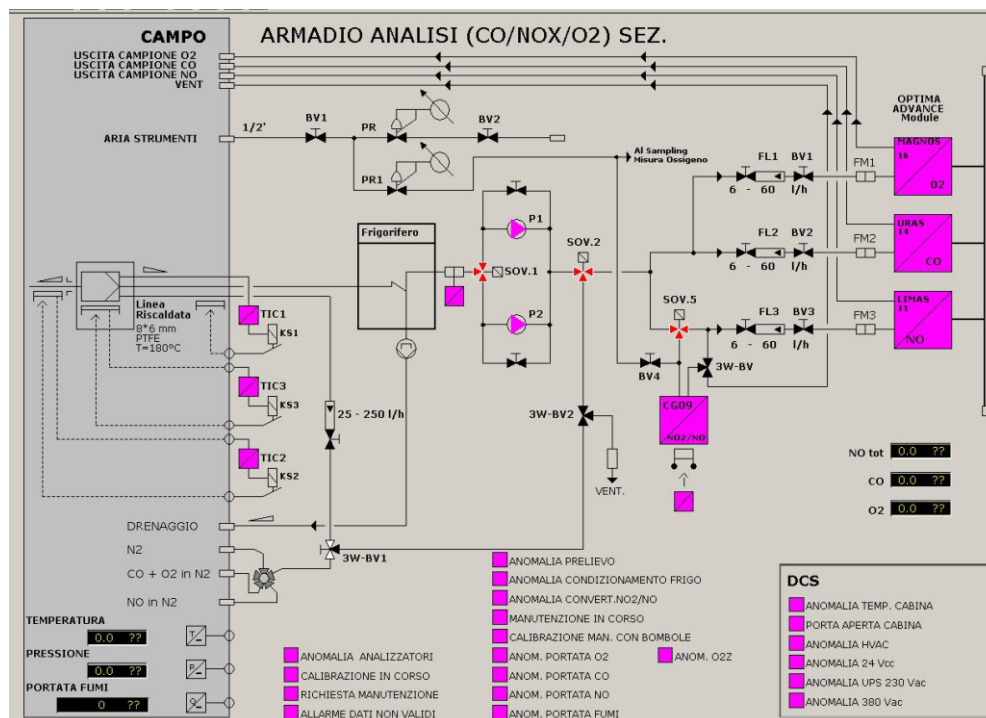 CAMPO
ARMADIO ANALISI (CO/NOX/O2) SEZ.
USCITA CAMPIONE O2
USCITA CAMPIONE CO
USCITA CAMPIONE NO
VENT
OPTIMA
ADVANCE
Module
ARIA STRUMENTI
1/2'
BV1
PR
BV2
PR1
Al Sampling
Misura Ossigeno
FL1
BV1
6 - 60
l/h
FM1
MAGNOS
16
O2
Frigorifero
P1
SOV.1
SOV.2
FL2
BV2
6 - 60
l/h
FM2
URAS
14
CO
Linea
Riscaldata
8*6 mm
PTFE
T=180°C
TIC1
KS1
P2
SOV.5
FL3
BV3
6 - 60
l/h
FM3
LIMAS
11
NO
TIC3
KS3
BV4
3W-BV
25 - 250 l/h
3W-BV2
CG09
NO2/NO
TIC2
KS2
VENT.
NO tot
0.0 ??
CO
0.0 ??
O2
0.0 ??
DRENAGGIO
N2
CO + O2 in N2
NO in N2
3W-BV1
TEMPERATURA
0.0 ??
T
PRESSIONE
0.0 ??
P
PORTATA FUMI
0 ??
Q
ANOMALIA ANALIZZATORI
CALIBRAZIONE IN CORSO
RICHIESTA MANUTENZIONE
ALLARME DATI NON VALIDI
ANOMALIA PRELIEVO
ANOMALIA CONDIZIONAMENTO FRIGO
ANOMALIA CONVERT.NO2/NO
MANUTENZIONE IN CORSO
CALIBRAZIONE MAN. CON BOMBOLE
ANOM. PORTATA O2
ANOM. O2Z
ANOM. PORTATA CO
ANOM. PORTATA NO
ANOM. PORTATA FUMI
DCS
ANOMALIA TEMP. CABINA
PORTA APERTA CABINA
ANOMALIA HVAC
ANOMALIA 24 Vcc
ANOMALIA UPS 230 Vac
ANOMALIA 380 Vac